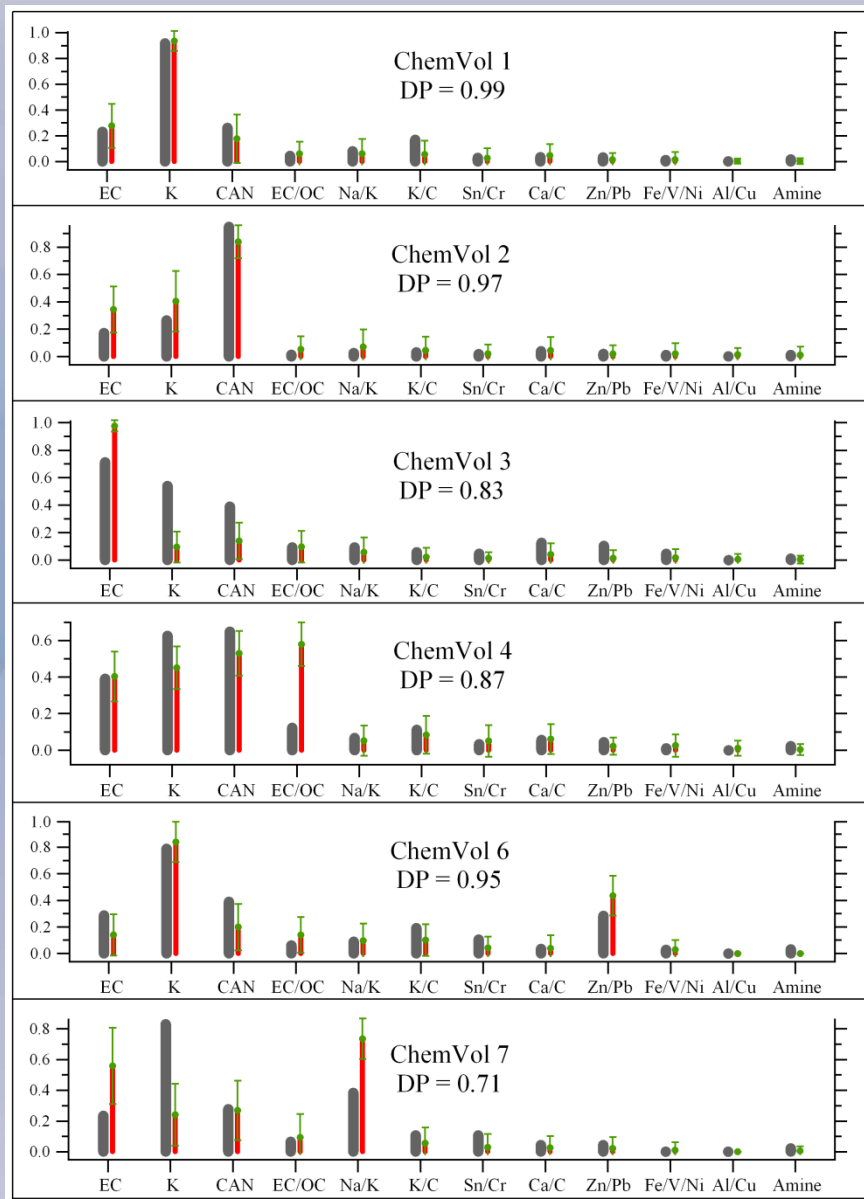 1.0
0.8
0.6
0.4
0.2
0.0
ChemVol 1
DP = 0.99
EC K CAN EC/OC Na/K K/C Sn/Cr Ca/C Zn/Pb Fe/V/Ni Al/Cu Amine
0.8
0.6
0.4
0.2
0.0
ChemVol 2
DP = 0.97
EC K CAN EC/OC Na/K K/C Sn/Cr Ca/C Zn/Pb Fe/V/Ni Al/Cu Amine
1.0
0.8
0.6
0.4
0.2
0.0
ChemVol 3
DP = 0.83
EC K CAN EC/OC Na/K K/C Sn/Cr Ca/C Zn/Pb Fe/V/Ni Al/Cu Amine
0.6
0.4
0.2
0.0
ChemVol 4
DP = 0.87
EC K CAN EC/OC Na/K K/C Sn/Cr Ca/C Zn/Pb Fe/V/Ni Al/Cu Amine
1.0
0.8
0.6
0.4
0.2
0.0
ChemVol 6
DP = 0.95
EC K CAN EC/OC Na/K K/C Sn/Cr Ca/C Zn/Pb Fe/V/Ni Al/Cu Amine
0.8
0.6
0.4
0.2
0.0
ChemVol 7
DP = 0.71
EC K CAN EC/OC Na/K K/C Sn/Cr Ca/C Zn/Pb Fe/V/Ni Al/Cu Amine